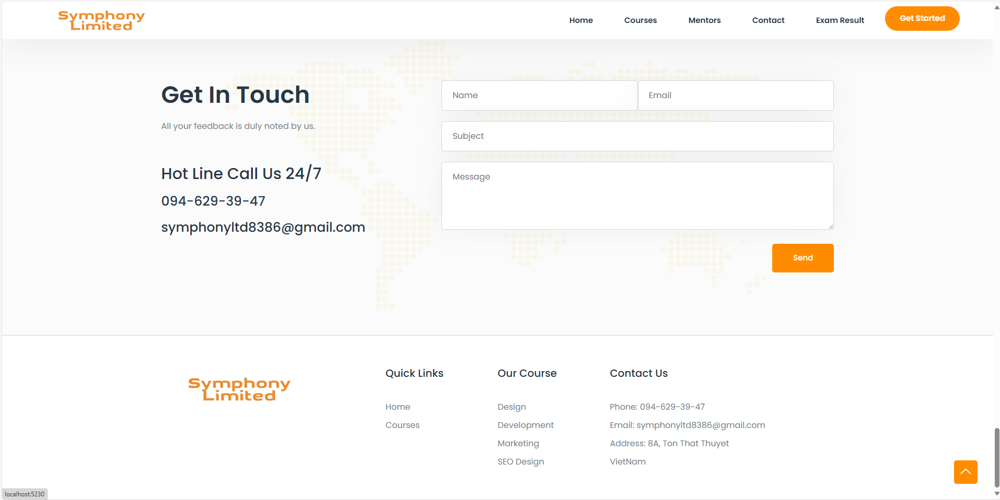 Symphony
Limited
Home
Courses
Mentors
Contact
Exam Result
Get Started
Get In Touch
All your feedback is duly noted by us.
Hot Line Call Us 24/7
094-629-39-47
symphonyltd8386@gmail.com
Name
Email
Subject
Message
Send
Symphony
Limited
Quick Links
Home
Courses
Our Course
Design
Development
Marketing
SEO Design
Contact Us
Phone: 094-629-39-47
Email: symphonyltd8386@gmail.com
Address: 8A, Ton That Thuyet
VietNam
localhost:5230